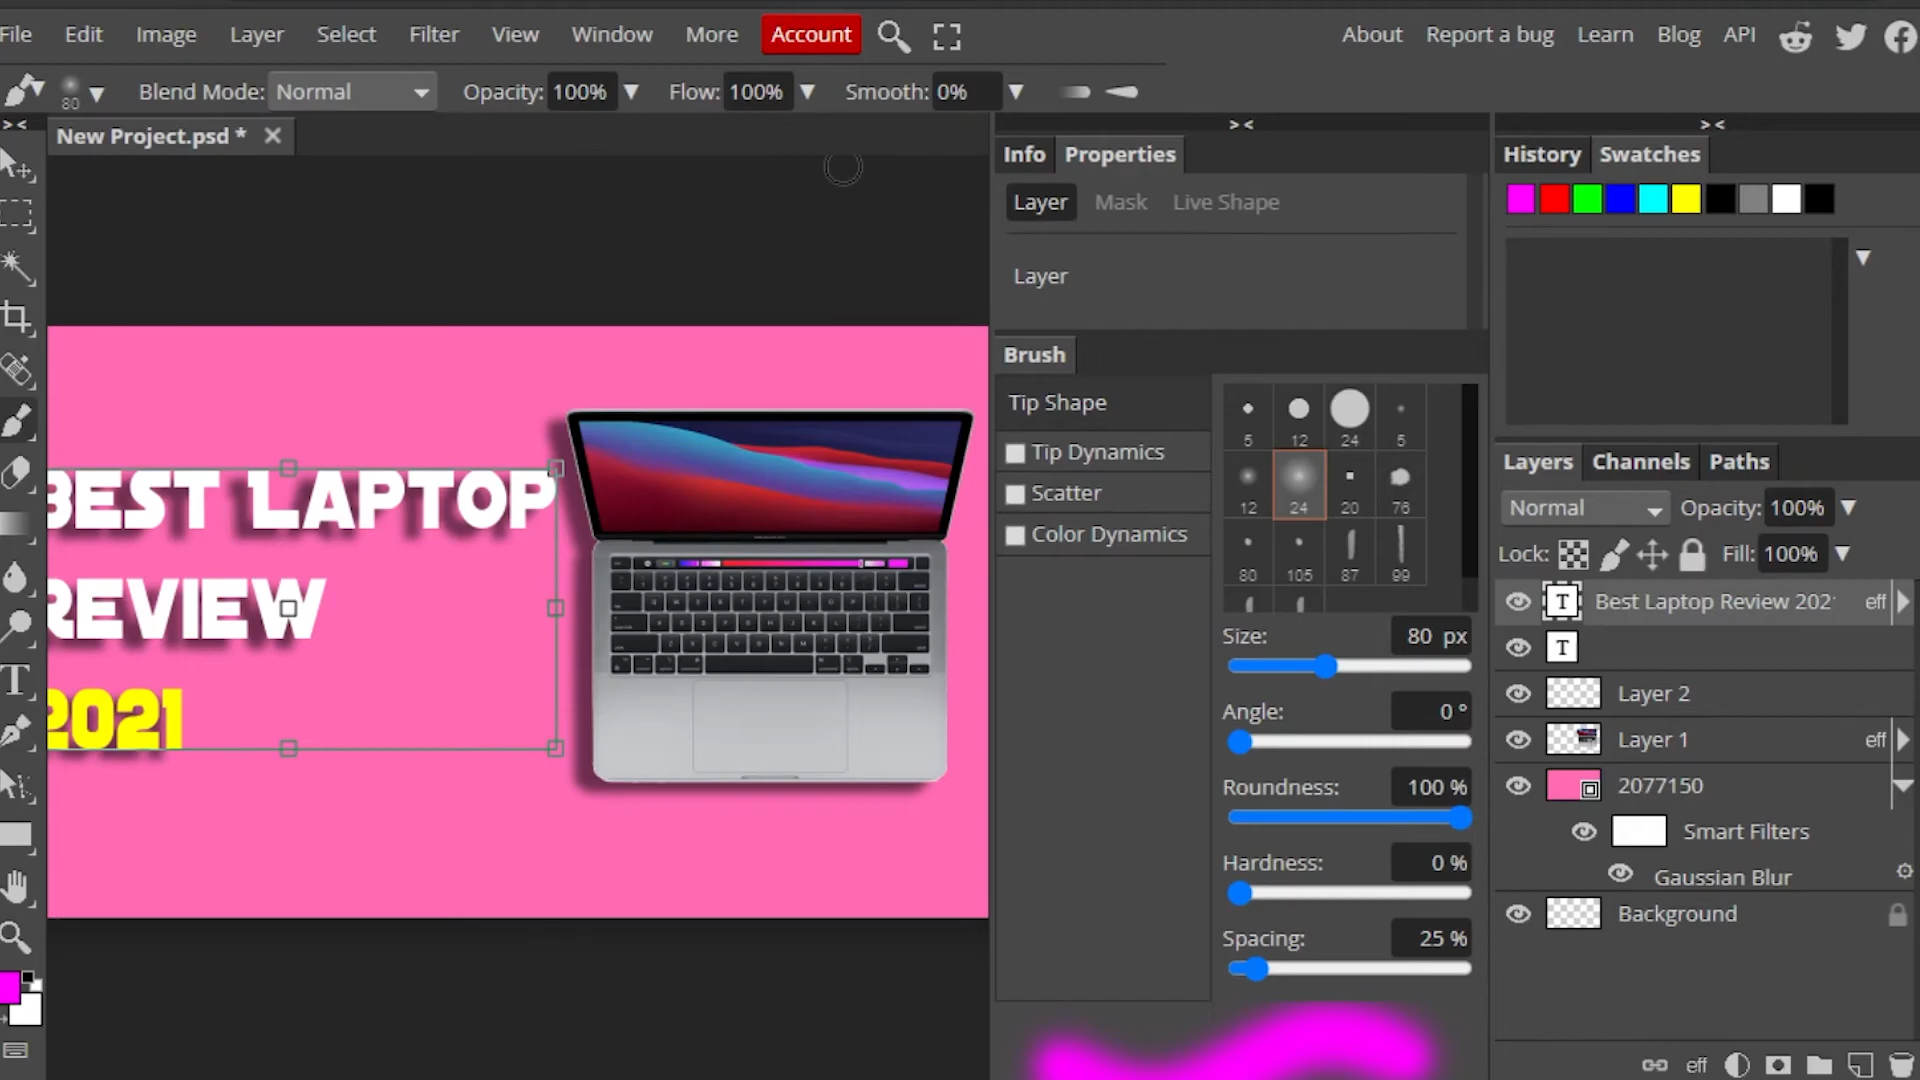 File Edit Image Layer Select Filter View Window More Account About Report a bug Learn Blog API
80 Blend Mode: Normal Opacity: 100% Flow: 100% Smooth: 0%
New Project.psd *
Info Properties
History Swatches
Layer Mask Live Shape
Layer
Brush
Tip Shape
Tip Dynamics
Scatter
Color Dynamics
5 12 24 5
12 24 20 76
80 105 87 99
Size: 80 px
Angle: 0 °
Roundness: 100 %
Hardness: 0 %
Spacing: 25 %
Layers Channels Paths
Normal Opacity: 100%
Lock: Fill: 100%
T Best Laptop Review 202 eff
T
Layer 2
Layer 1 eff
2077150
Smart Filters
Gaussian Blur
Background
eff
BEST LAPTOP
REVIEW
2021